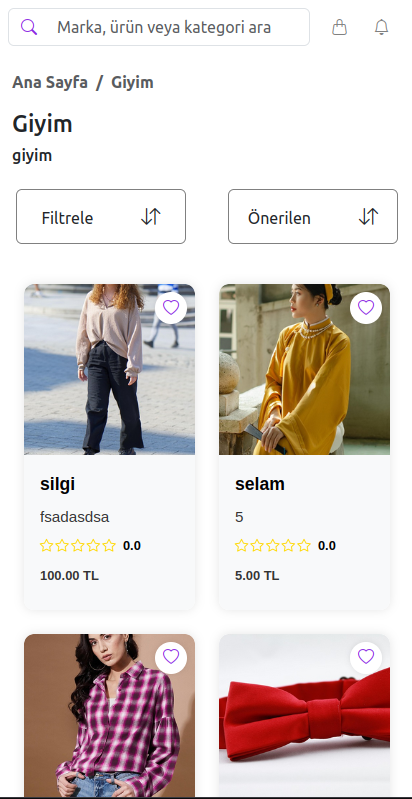 Marka, ürün veya kategori ara
Ana Sayfa / Giyim
Giyim
giyim
Filtrele
Önerilen
silgi
fsadasdsa
0.0
100.00 TL
selam
5
0.0
5.00 TL